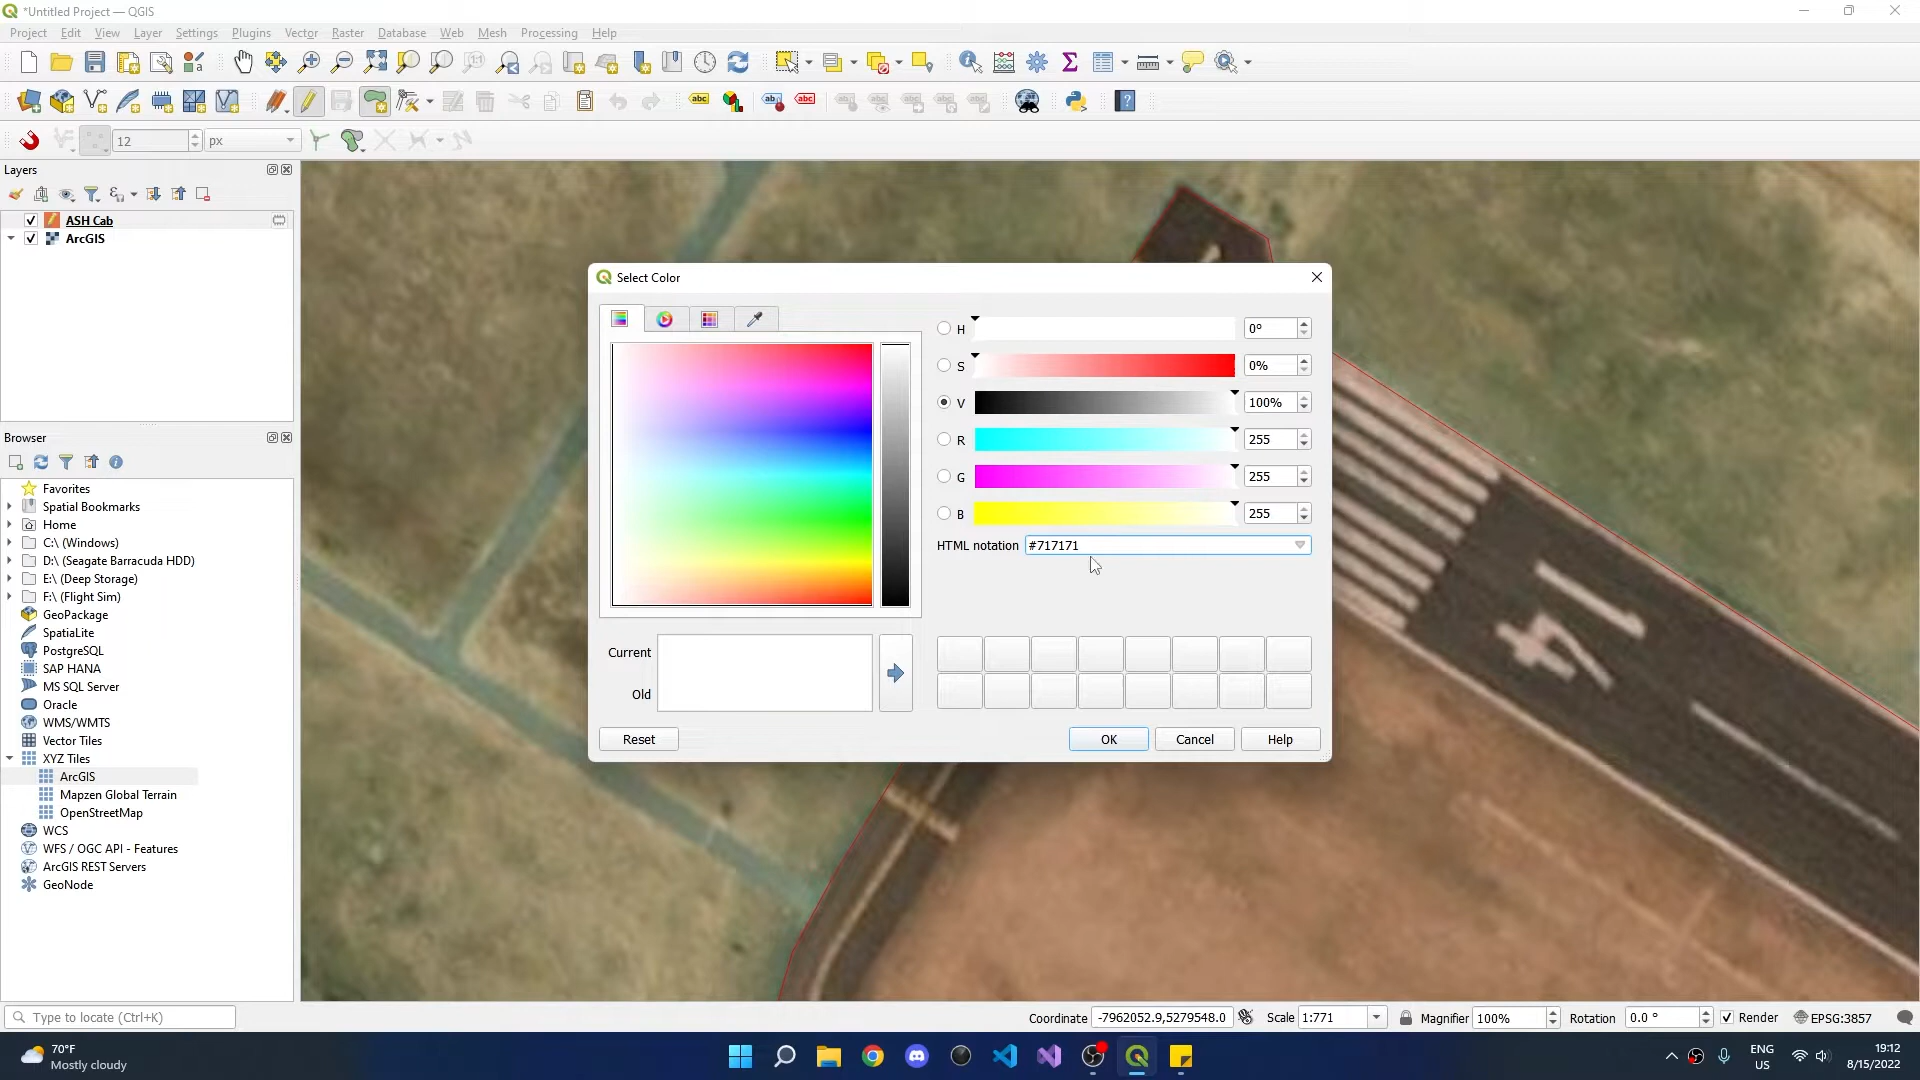 *Untitled Project — QGIS
Project Edit View Layer Settings Plugins Vector Raster Database Web Mesh Processing Help
12 px
Layers
ASH Cab
ArcGIS
Browser
Favorites
Spatial Bookmarks
Home
C:\ (Windows)
D:\ (Seagate Barracuda HDD)
E:\ (Deep Storage)
F:\ (Flight Sim)
GeoPackage
SpatiaLite
PostgreSQL
SAP HANA
MS SQL Server
Oracle
WMS/WMTS
Vector Tiles
XYZ Tiles
ArcGIS
Mapzen Global Terrain
OpenStreetMap
WCS
WFS / OGC API - Features
ArcGIS REST Servers
GeoNode
Select Color
H 0°
S 0%
V 100%
R 255
G 255
B 255
HTML notation #717171
Current
Old
Reset OK Cancel Help
14
Type to locate (Ctrl+K)
Coordinate -7962052.9,5279548.0 Scale 1:771 Magnifier 100% Rotation 0.0 ° Render EPSG:3857
70°F
Mostly cloudy
ENG
US
19:12
8/15/2022